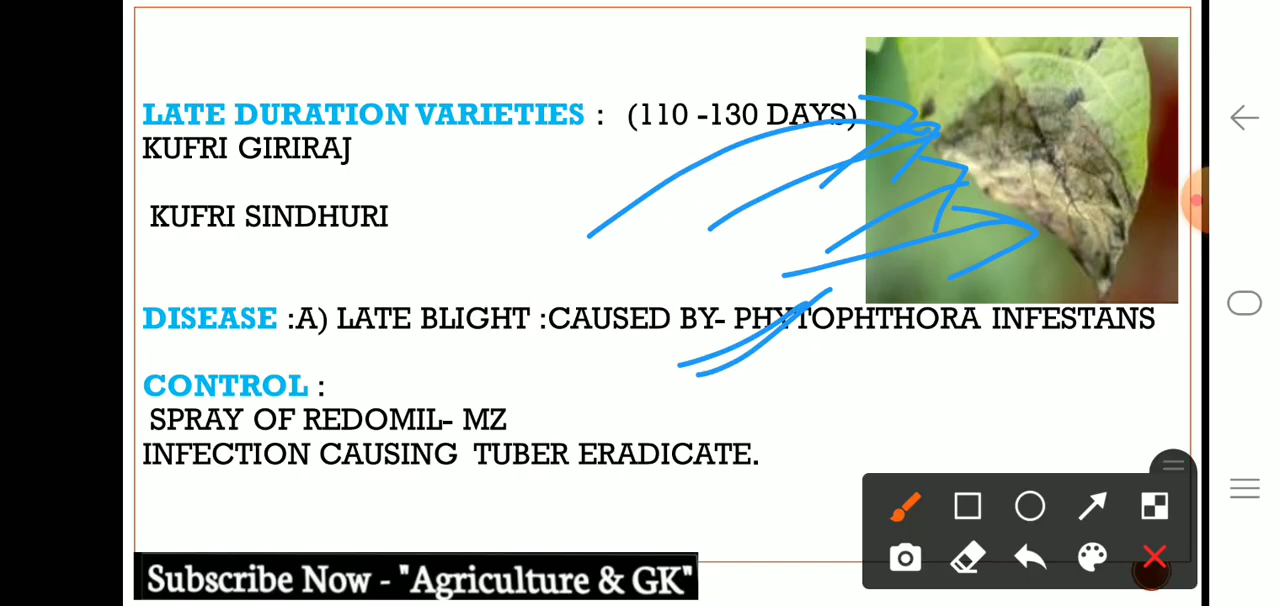 LATE DURATION VARIETIES : (110 -130 DAYS)
KUFRI GIRIRAJ
KUFRI SINDHURI
DISEASE :A) LATE BLIGHT :CAUSED BY- PHYTOPHTHORA INFESTANS
CONTROL :
SPRAY OF REDOMIL- MZ
INFECTION CAUSING TUBER ERADICATE.
Subscribe Now - "Agriculture & GK"